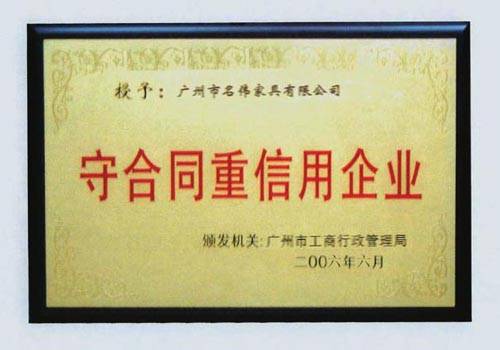 授予：广州市名伟家具有限公司
守合同重信用企业
颁发机关:广州市工商行政管理局
二00六年六月